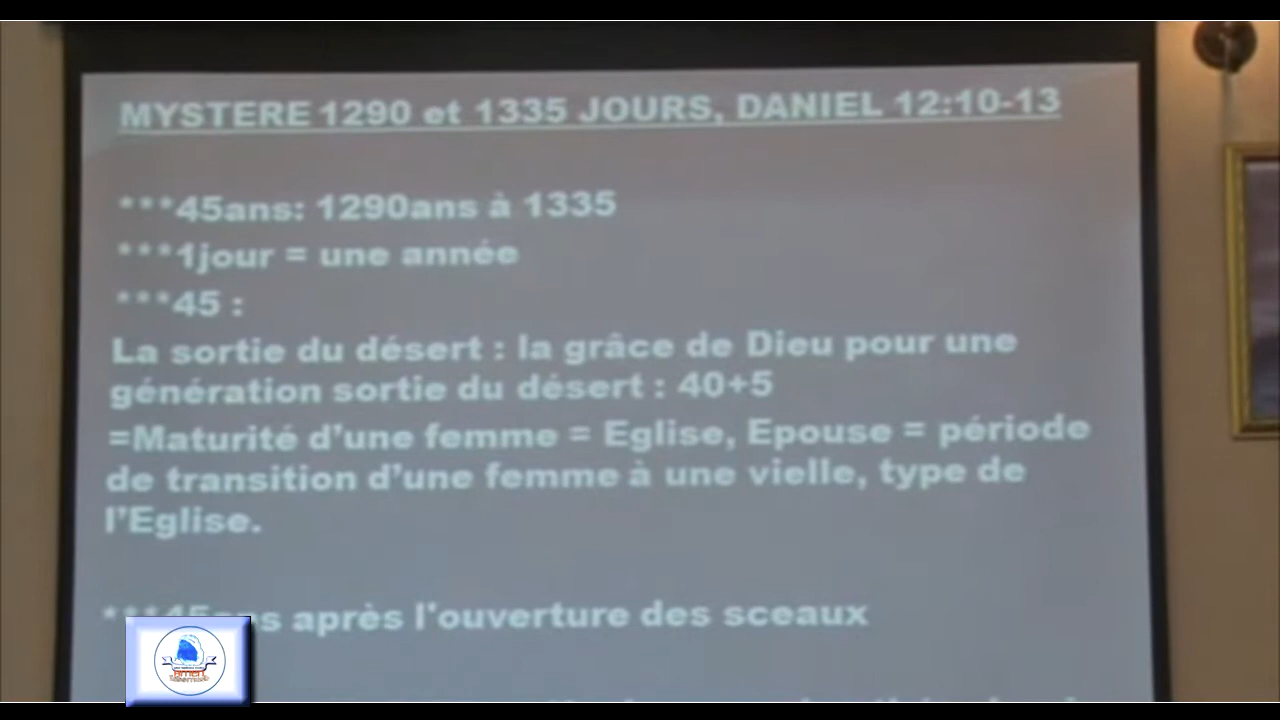 MYSTERE 1290 et 1335 JOURS, DANIEL 12:10-13
***45ans: 1290ans à 1335
***1jour = une année
***45 :
La sortie du désert : la grâce de Dieu pour une
génération sortie du désert : 40+5
=Maturité d'une femme = Eglise, Epouse = période
de transition d'une femme à une vielle, type de
l'Eglise.
***45ans après l'ouverture des sceaux